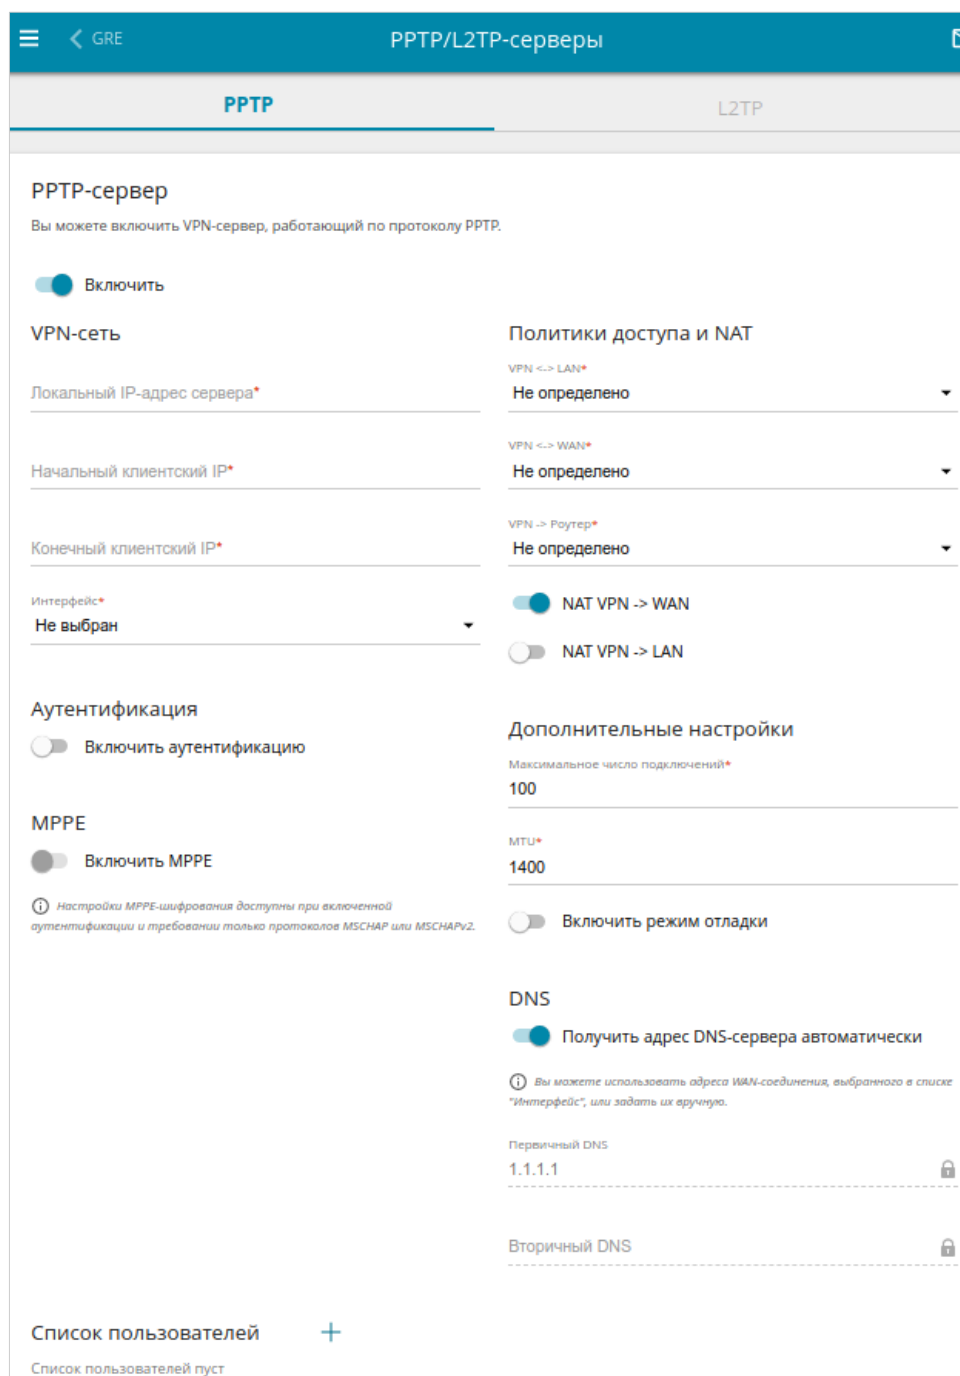 GRE
PPTP/L2TP-серверы
PPTP
L2TP
PPTP-сервер
Вы можете включить VPN-сервер, работающий по протоколу PPTP.
Включить
VPN-сеть
Локальный IP-адрес сервера*
Начальный клиентский IP*
Конечный клиентский IP*
Интерфейс*
Не выбран
Аутентификация
Включить аутентификацию
MPPE
Включить MPPE
Настройки MPPE-шифрования доступны при включенной
аутентификации и требовании только протоколов MSCHAP или MSCHAPv2.
Политики доступа и NAT
VPN <-> LAN*
Не определено
VPN <-> WAN*
Не определено
VPN -> Роутер*
Не определено
NAT VPN -> WAN
NAT VPN -> LAN
Дополнительные настройки
Максимальное число подключений*
100
MTU*
1400
Включить режим отладки
DNS
Получить адрес DNS-сервера автоматически
Вы можете использовать адреса WAN-соединения, выбранного в списке
"Интерфейс", или задать их вручную.
Первичный DNS
1.1.1.1
Вторичный DNS
Список пользователей
Список пользователей пуст